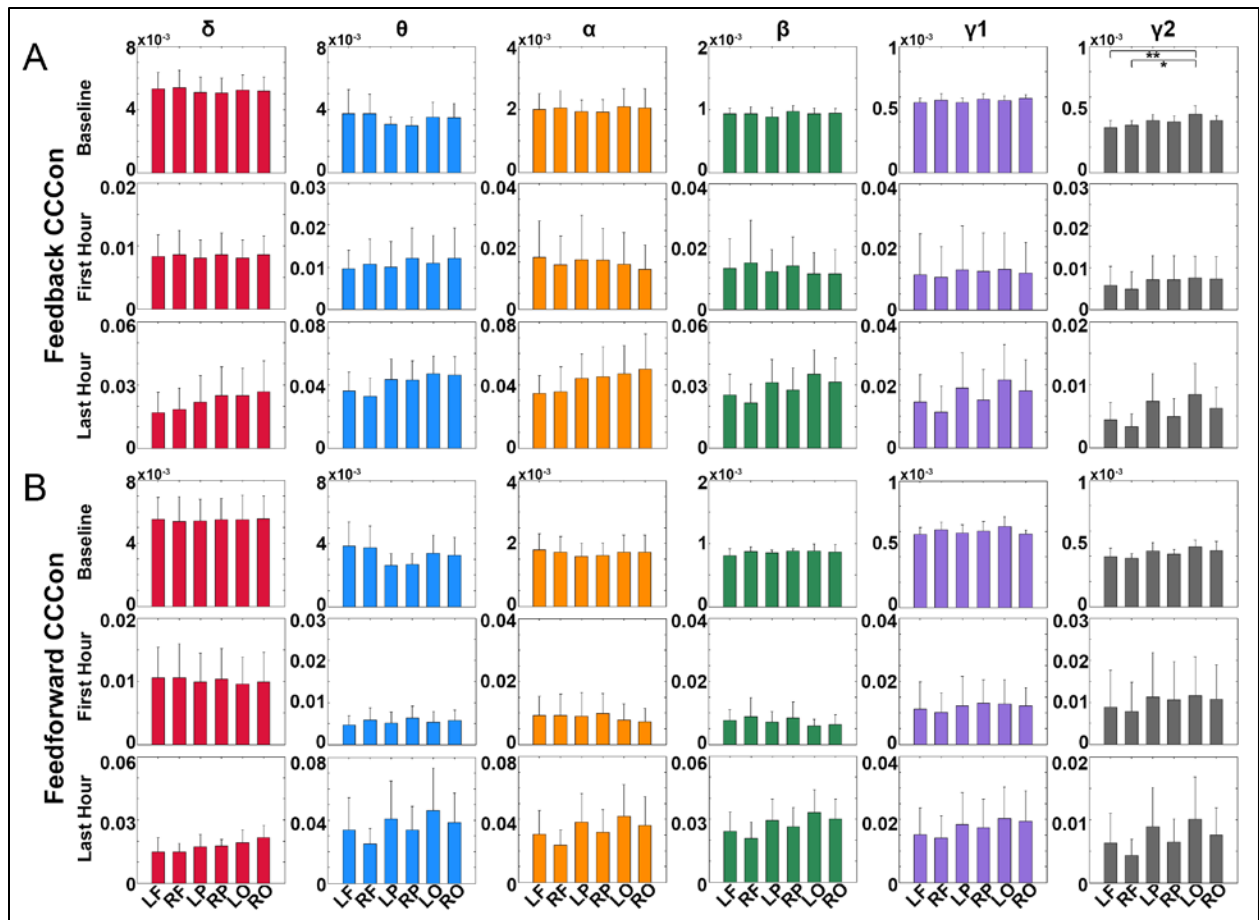 δ θ α β γ1 γ2
A
Feedback CCCon
Baseline
x10⁻³ x10⁻³ x10⁻³ x10⁻³ x10⁻³ x10⁻³
8 8 4 2 1 1
** 
*
4 4 2 1 0.5 0.5
0 0 0 0 0 0
First Hour
0.02 0.03 0.04 0.04 0.04 0.03
0.02 0.01
0.01 0.01 0.02 0.02 0.02 0.01
0 0 0 0 0 0
Last Hour
0.06 0.08 0.08 0.06 0.04 0.02
0.03 0.04 0.04 0.03 0.02 0.01
0 0 0 0 0 0
B
Feedforward CCCon
Baseline
x10⁻³ x10⁻³ x10⁻³ x10⁻³ x10⁻³ x10⁻³
8 8 4 2 1 1
4 4 2 1 0.5 0.5
0 0 0 0 0 0
First Hour
0.02 0.03 0.04 0.04 0.04 0.03
0.02 0.02
0.01 0.01 0.02 0.02 0.02 0.01
0 0 0 0 0 0
Last Hour
0.06 0.08 0.08 0.06 0.04 0.02
0.03 0.04 0.04 0.03 0.02 0.01
0 0 0 0 0 0
LF RF LP RP LO RO LF RF LP RP LO RO LF RF LP RP LO RO LF RF LP RP LO RO LF RF LP RP LO RO LF RF LP RP LO RO